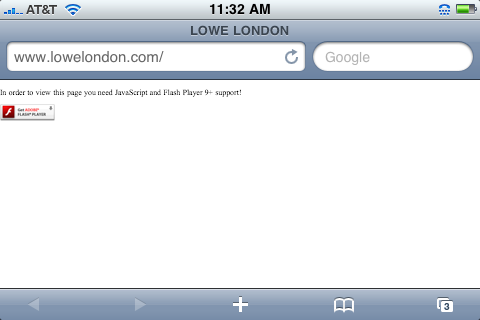 AT&T 11:32 AM
LOWE LONDON
www.lowelondon.com/ Google
In order to view this page you need JavaScript and Flash Player 9+ support!
Get ADOBE®
FLASH® PLAYER
3